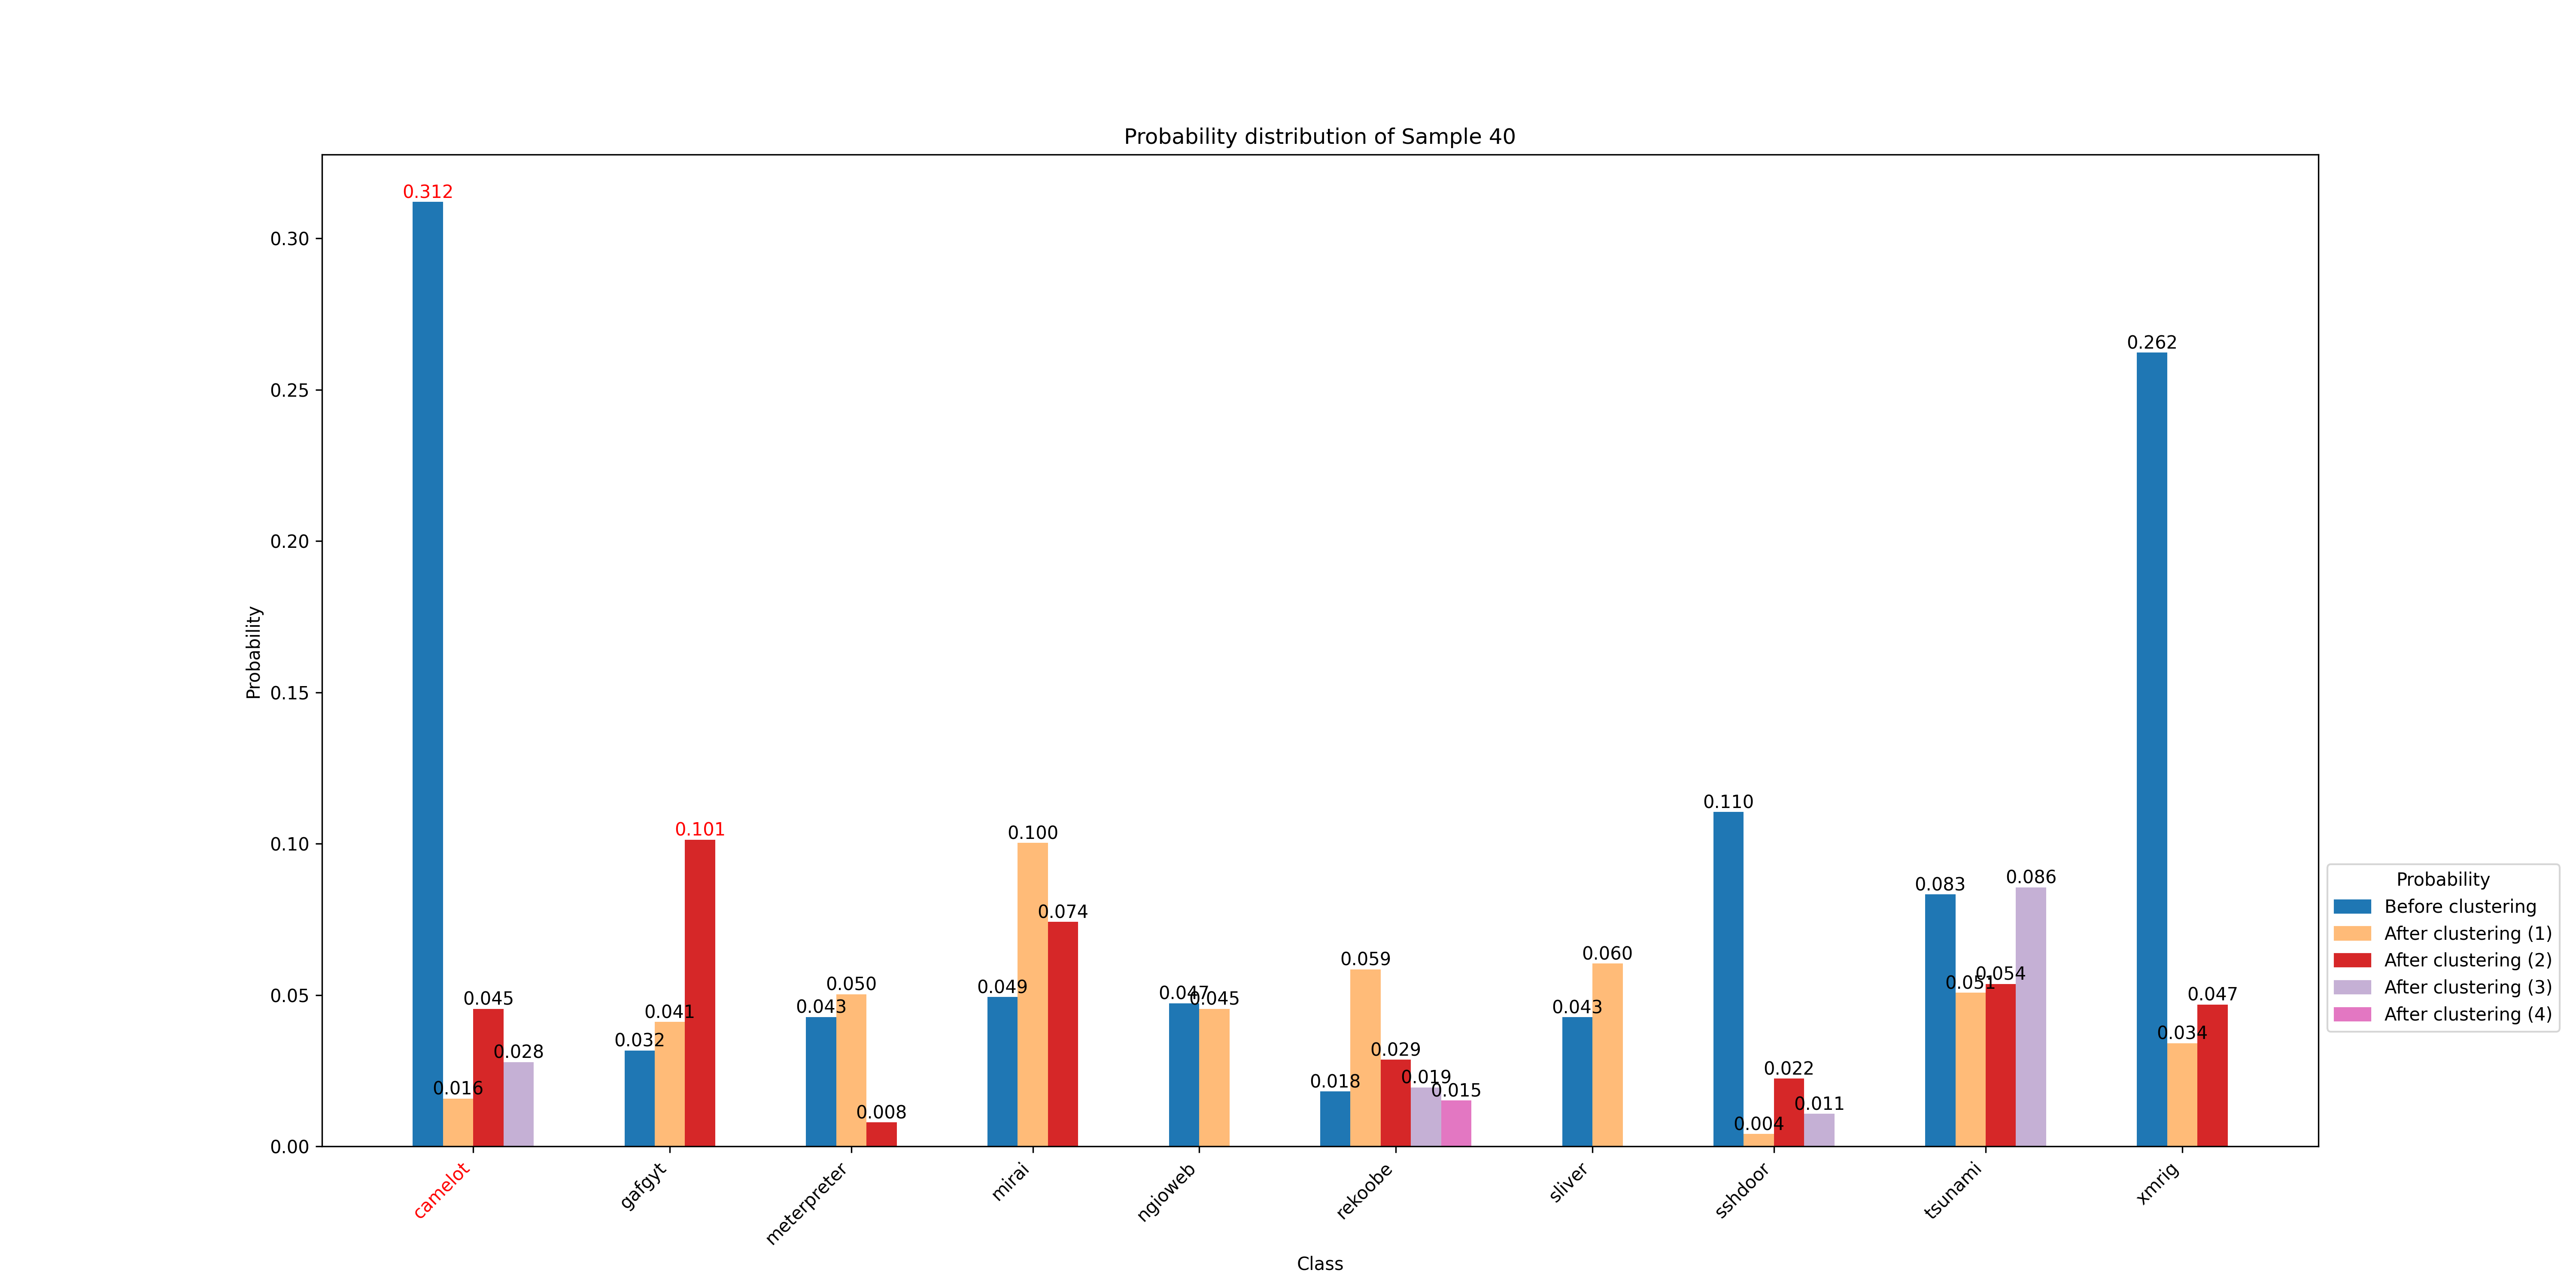 Probability distribution of Sample 40
Probability
0.30
0.25
0.20
0.15
0.10
0.05
0.00
0.312
0.016
0.045
0.028
0.032
0.041
0.101
0.043
0.050
0.008
0.049
0.100
0.074
0.047
0.045
0.018
0.059
0.029
0.019
0.015
0.043
0.060
0.110
0.004
0.022
0.011
0.083
0.051
0.054
0.086
0.262
0.034
0.047
camelot
gafgyt
meterpreter
mirai
ngioweb
rekoobe
sliver
sshdoor
tsunami
xmrig
Class
Probability
Before clustering
After clustering (1)
After clustering (2)
After clustering (3)
After clustering (4)